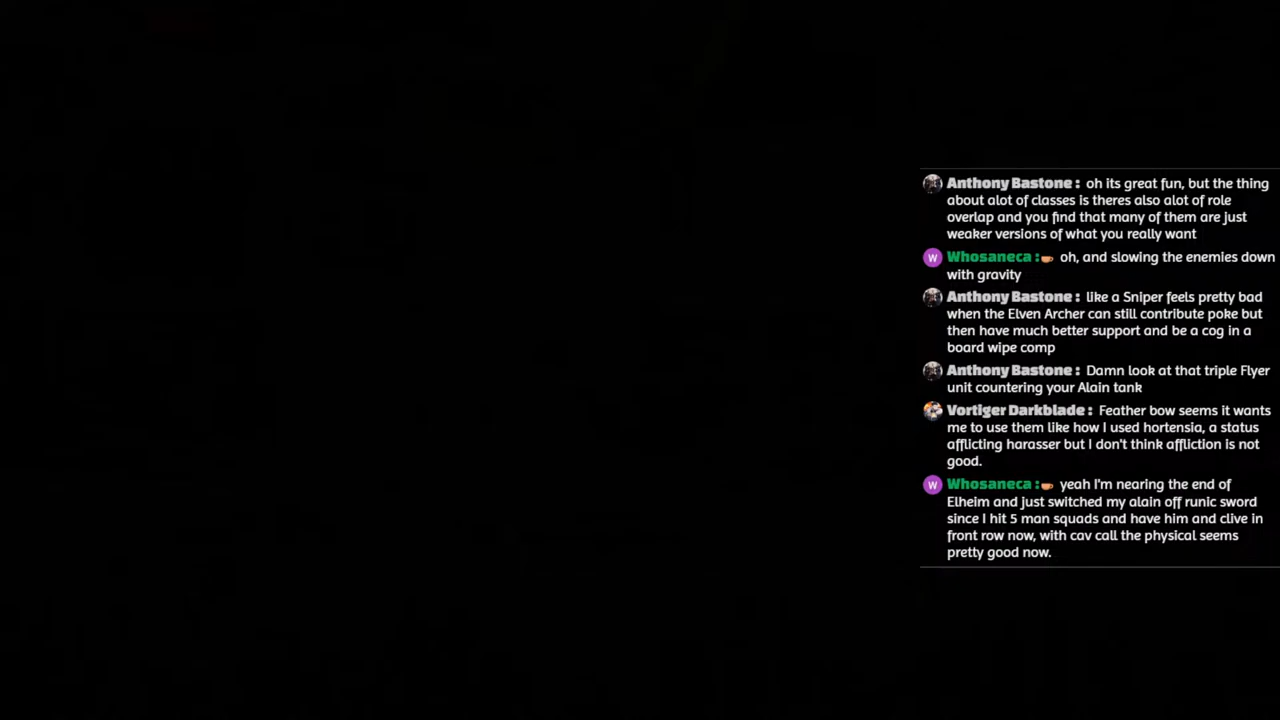 Anthony Bastone : oh its great fun, but the thing
about alot of classes is theres also alot of role
overlap and you find that many of them are just
weaker versions of what you really want
W Whosaneca : oh, and slowing the enemies down
with gravity
Anthony Bastone : like a Sniper feels pretty bad
when the Elven Archer can still contribute poke but
then have much better support and be a cog in a
board wipe comp
Anthony Bastone : Damn look at that triple Flyer
unit countering your Alain tank
Vortiger Darkblade : Feather bow seems it wants
me to use them like how I used hortensia, a status
afflicting harasser but I don't think affliction is not
good.
W Whosaneca : yeah I'm nearing the end of
Elheim and just switched my alain off runic sword
since I hit 5 man squads and have him and clive in
front row now, with cav call the physical seems
pretty good now.